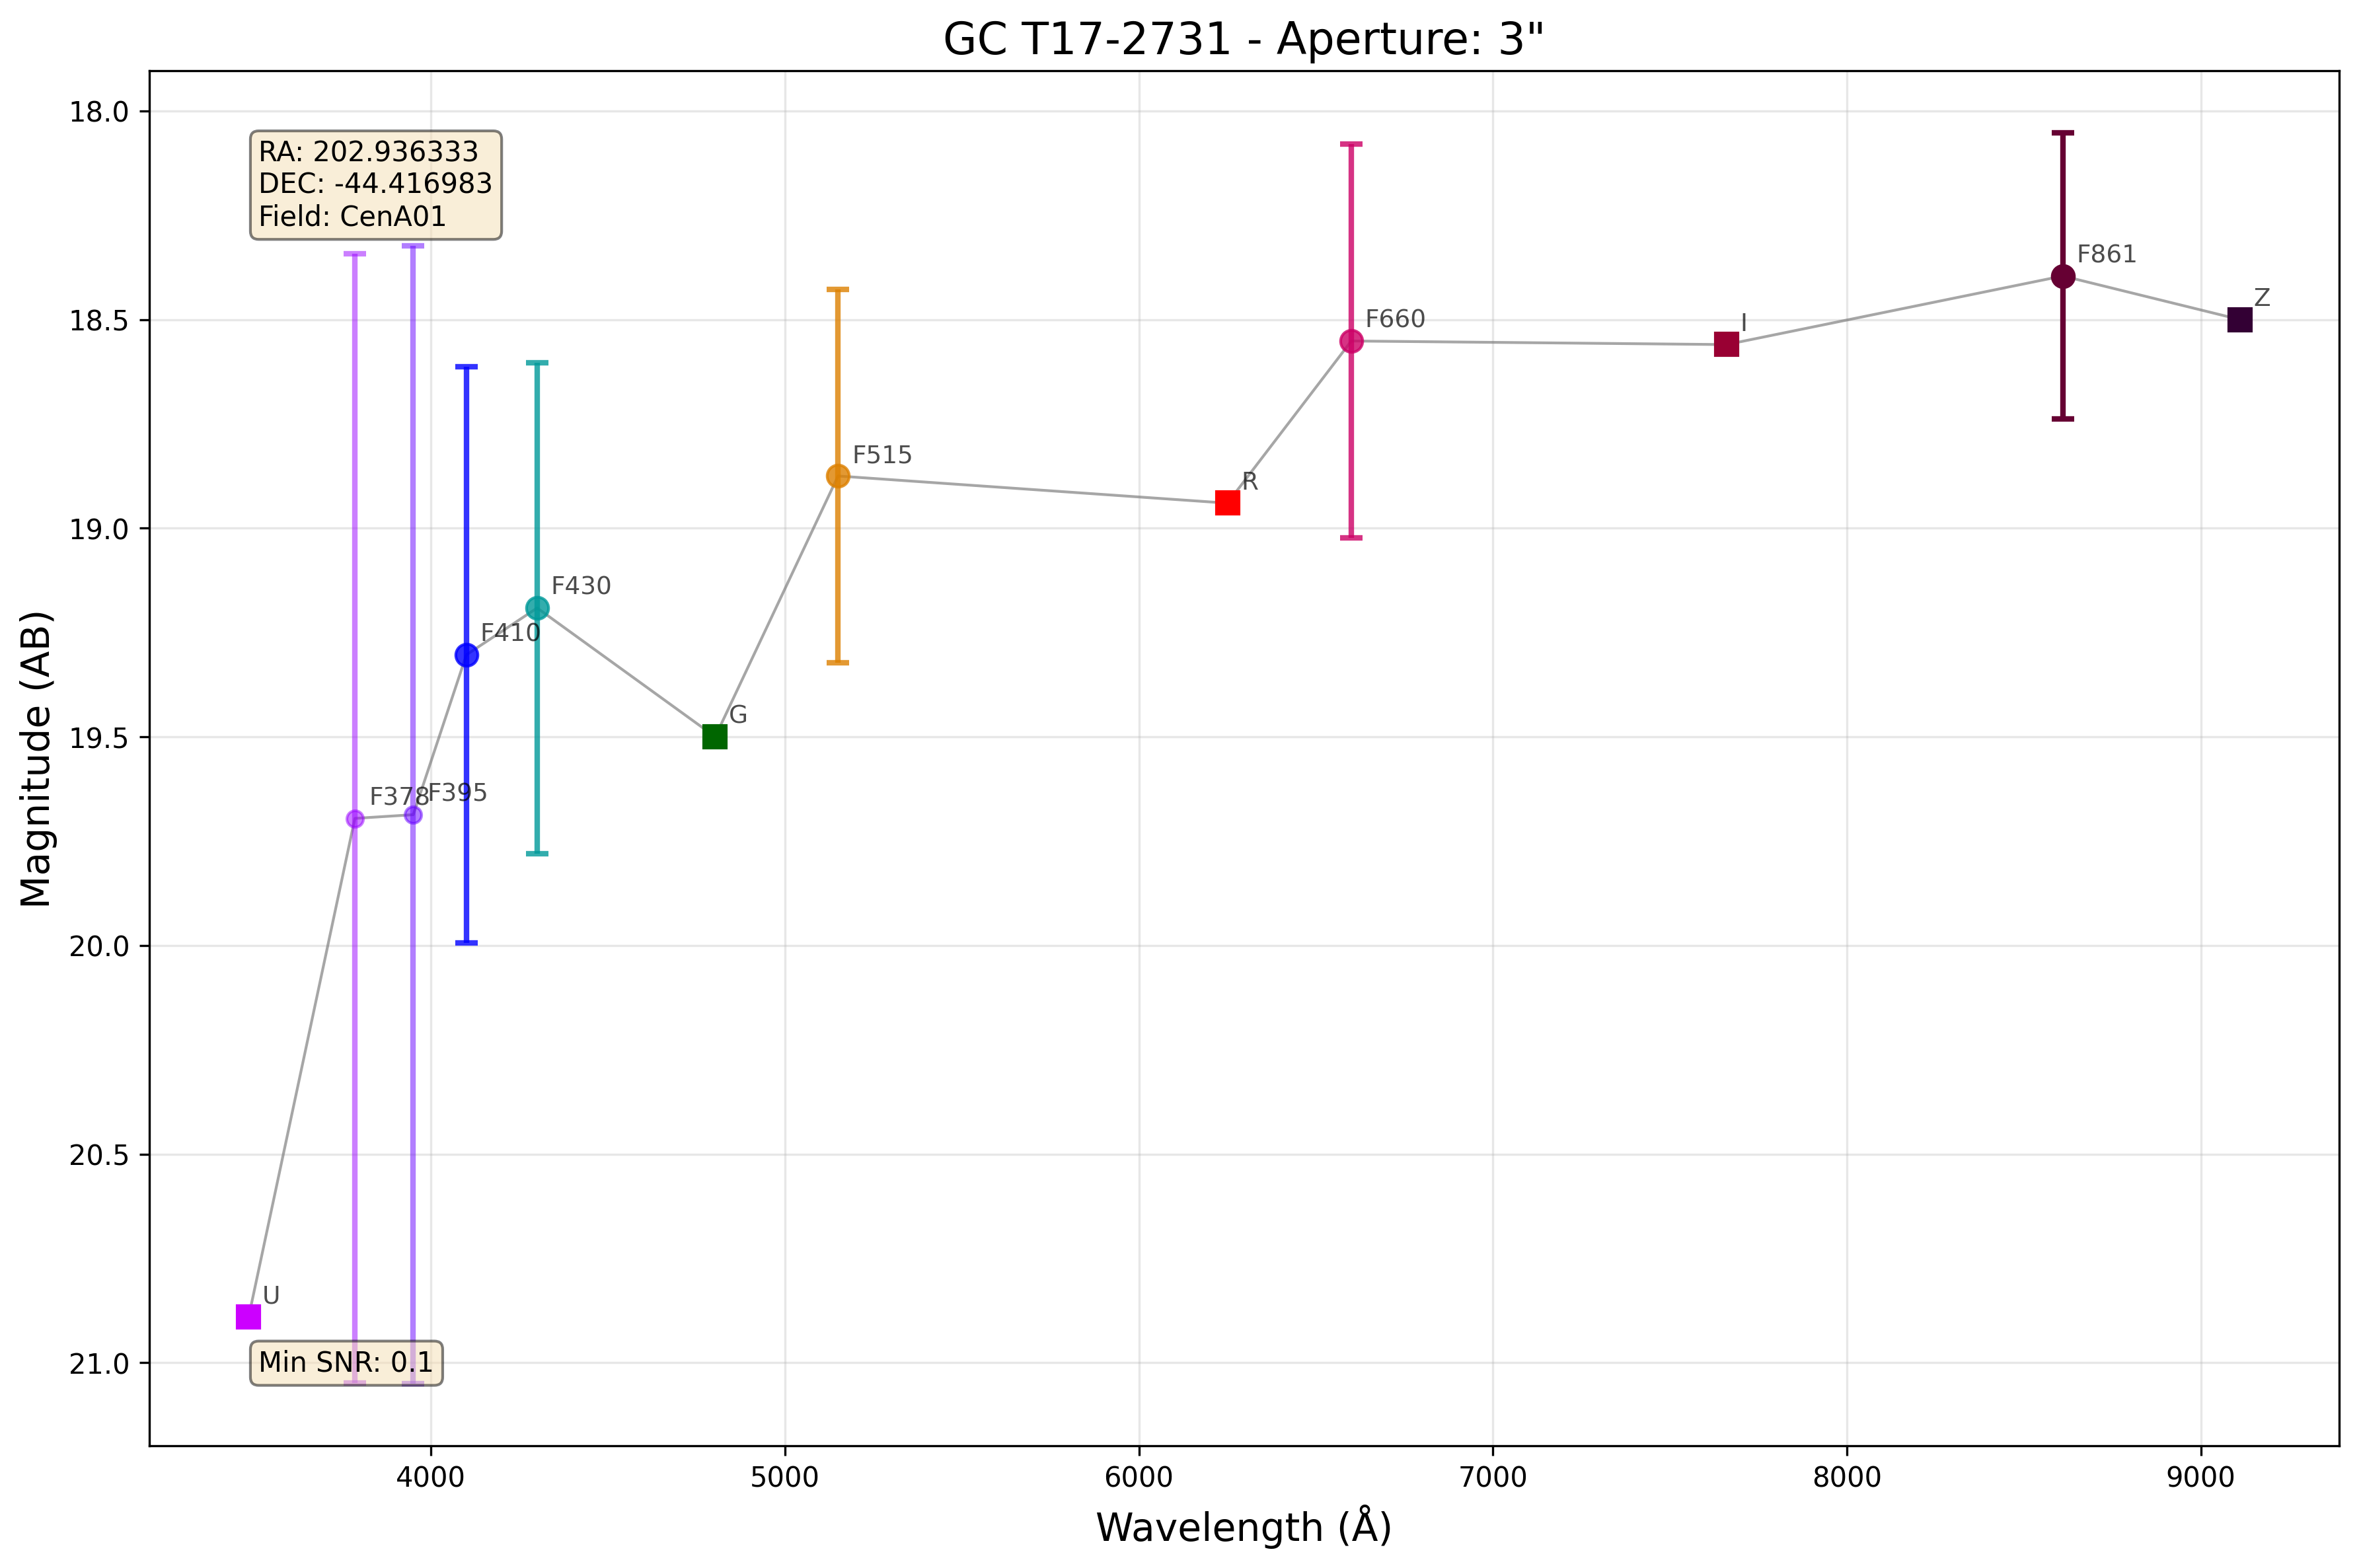 GC T17-2731 - Aperture: 3"
18.0
RA: 202.936333
DEC: -44.416983
Field: CenA01
F861
Z
18.5
F660
I
F515
R
19.0
F430
F410
G
19.5
F378
F395
20.0
20.5
U
21.0
Min SNR: 0.1
Magnitude (AB)
4000
5000
6000
7000
8000
9000
Wavelength (Å)